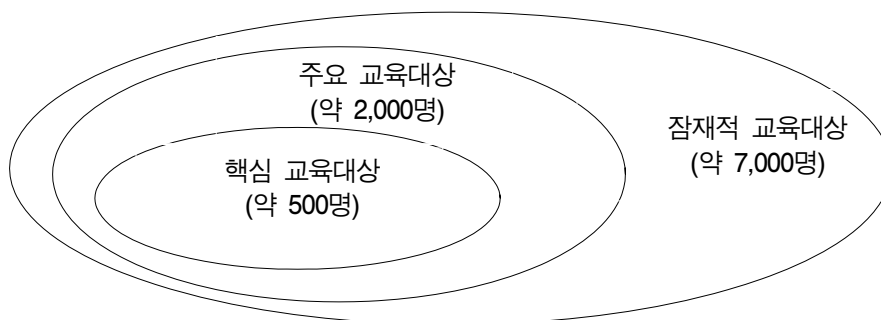 주요 교육대상
(약 2,000명)
잠재적 교육대상
(약 7,000명)
핵심 교육대상
(약 500명)